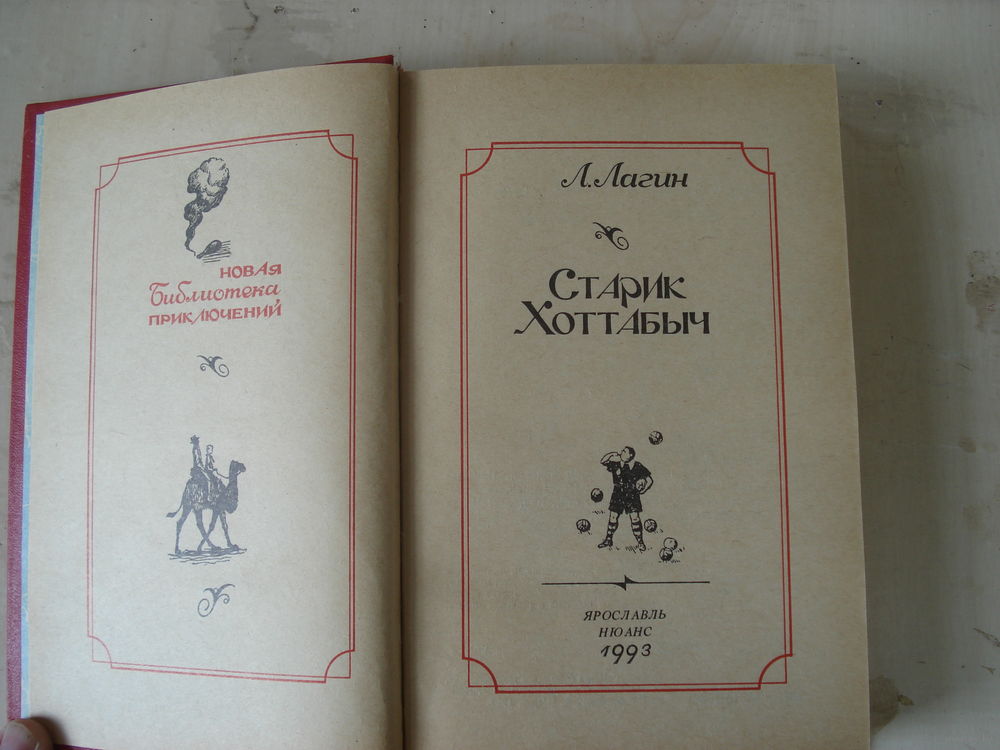 НОВАЯ
Библиотека
ПРИКЛЮЧЕНИЙ
Л. Лагин
СТАРИК
ХОТТАБЫЧ
ЯРОСЛАВЛЬ
НЮАНС
1993